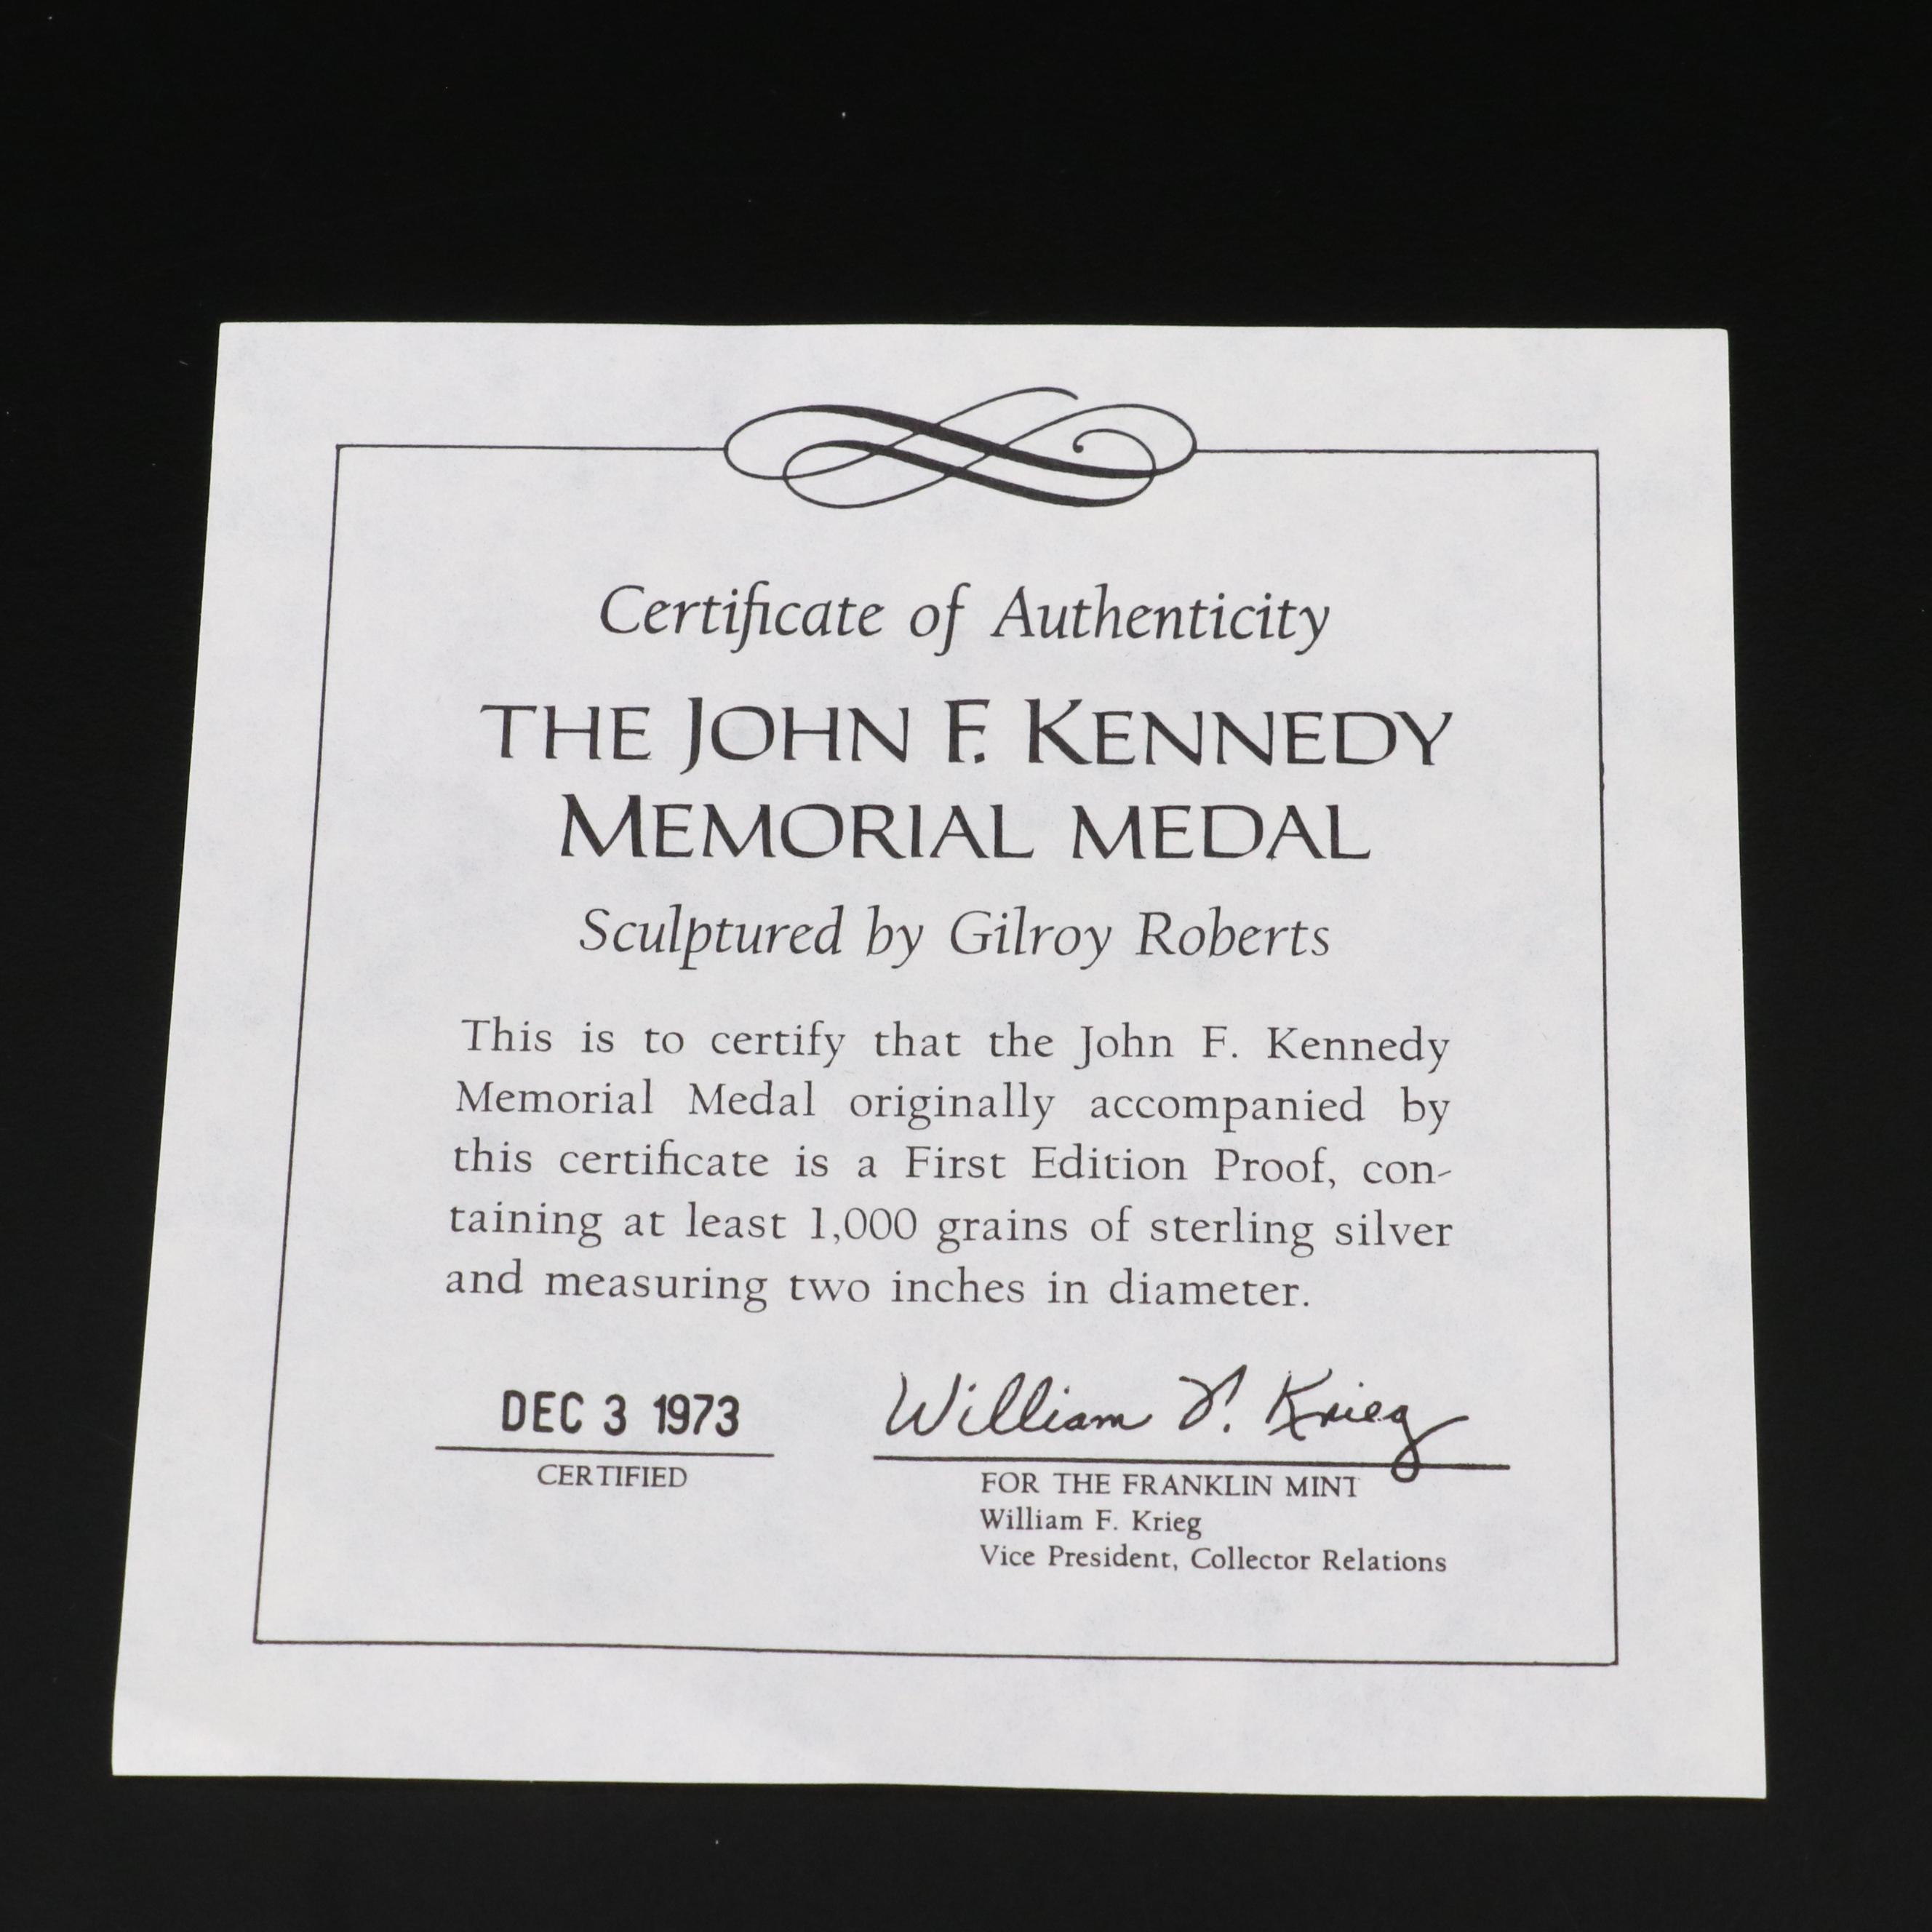 Certificate of Authenticity
THE JOHN F. KENNEDY
MEMORIAL MEDAL
Sculptured by Gilroy Roberts
This is to certify that the John F. Kennedy
Memorial Medal originally accompanied by
this certificate is a First Edition Proof, con-
taining at least 1,000 grains of sterling silver
and measuring two inches in diameter.
DEC 3 1973
CERTIFIED
William F. Krieg
FOR THE FRANKLIN MINT
William F. Krieg
Vice President, Collector Relations